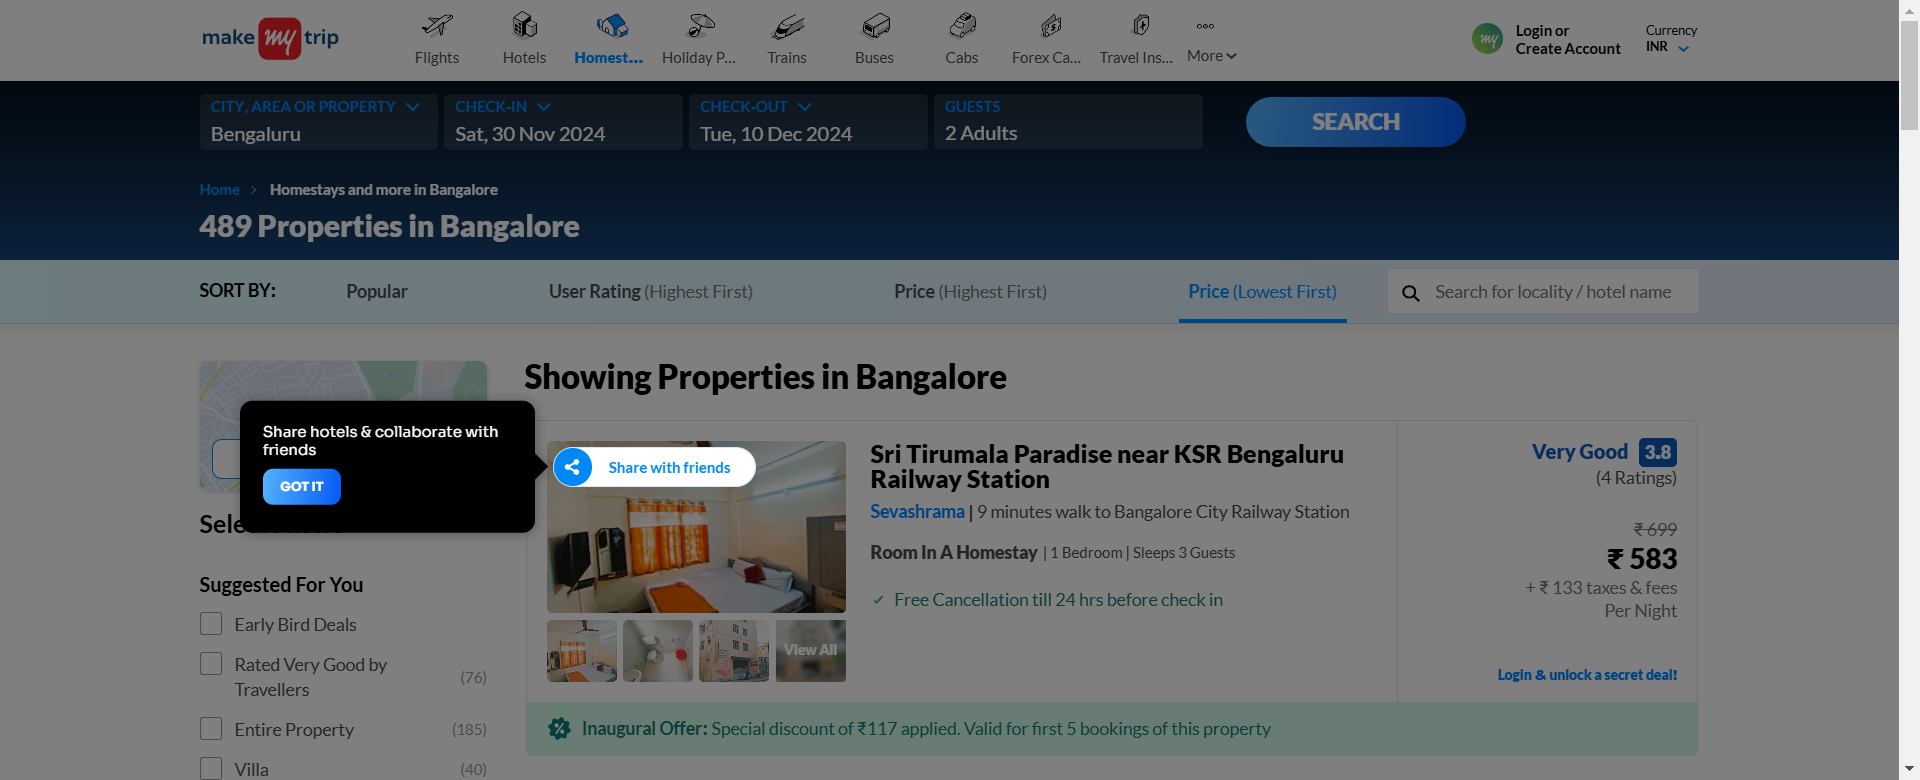 make my trip
Flights
Hotels
Homest...
Holiday P...
Trains
Buses
Cabs
Forex Ca...
Travel Ins...
More
my
Login or
Create Account
Currency
INR
CITY, AREA OR PROPERTY
Bengaluru
CHECK-IN
Sat, 30 Nov 2024
CHECK-OUT
Tue, 10 Dec 2024
GUESTS
2 Adults
SEARCH
Home > Homestays and more in Bangalore
489 Properties in Bangalore
SORT BY:
Popular
User Rating (Highest First)
Price (Highest First)
Price (Lowest First)
Search for locality / hotel name
Showing Properties in Bangalore
Share hotels & collaborate with
friends
GOT IT
Share with friends
Suggested For You
Early Bird Deals
Rated Very Good by
Travellers
(76)
Entire Property
(185)
Villa
(40)
View All
Sri Tirumala Paradise near KSR Bengaluru
Railway Station
Sevashrama | 9 minutes walk to Bangalore City Railway Station
Room In A Homestay | 1 Bedroom | Sleeps 3 Guests
✓ Free Cancellation till 24 hrs before check in
Very Good 3.8
(4 Ratings)
₹ 699
₹ 583
+ ₹ 133 taxes & fees
Per Night
Login & unlock a secret deal!
Inaugural Offer: Special discount of ₹117 applied. Valid for first 5 bookings of this property